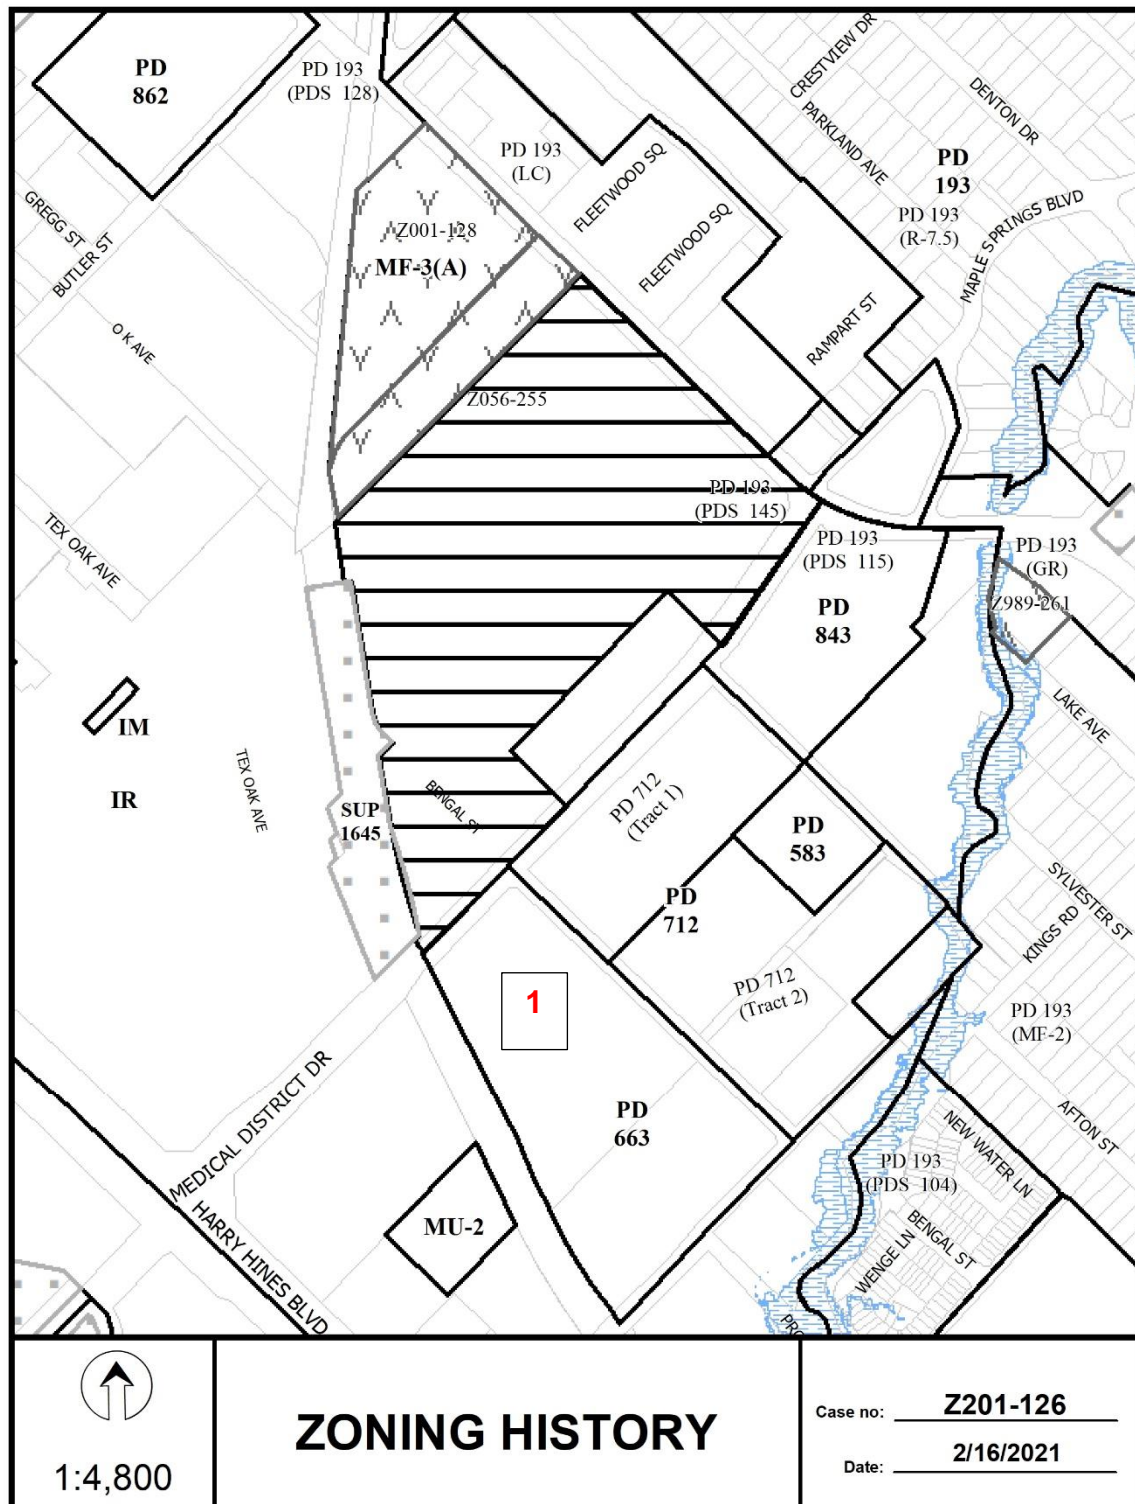 PD
862
PD 193
(PDS 128)
PD 193
(LC)
FLEETWOOD SQ
FLEETWOOD SQ
CRESTVIEW DR
PARKLAND AVE
DENTON DR
PD
193
PD 193
(R-7.5)
MAPLE SPRINGS BLVD
RAMPART ST
GREGG ST
BUTLER ST
O K AVE
Z001-128
MF-3(A)
Z056-255
PD 193
(PDS 145)
PD 193
(PDS 115)
PD
843
PD 193
(GR)
Z989-261
LAKE AVE
TEX OAK AVE
IM
IR
TEX OAK AVE
SUP
1645
BENGAL ST
PD 712
(Tract 1)
PD
583
PD
712
PD 712
(Tract 2)
SYLVESTER ST
KINGS RD
PD 193
(MF-2)
AFTON ST
1
PD
663
MEDICAL DISTRICT DR
HARRY HINES BLVD
MU-2
PD 193
(PDS 104)
NEW WATER LN
BENGAL ST
WENGE LN
1:4,800
ZONING HISTORY
Case no: Z201-126
Date: 2/16/2021